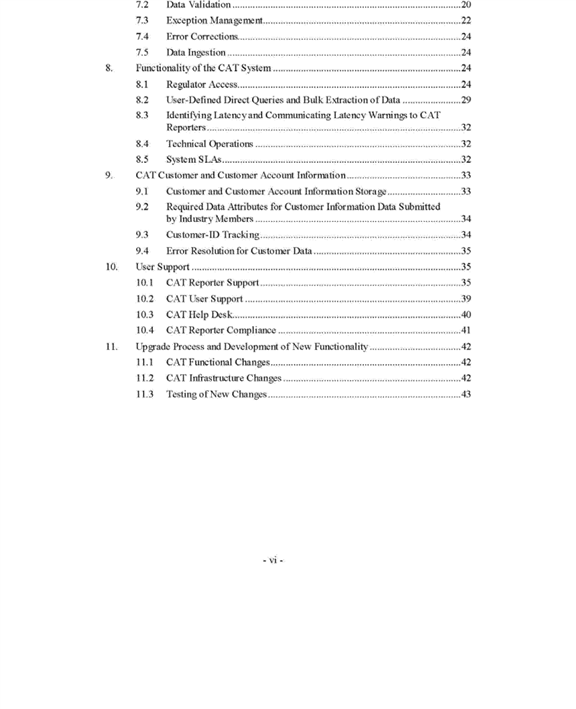 7.2 Data Validation ........ 20
7.3 Exception Management ........ 22
7.4 Error Corrections ........ 24
7.5 Data Ingestion ........ 24
8. Functionality of the CAT System ........ 24
8.1 Regulator Access ........ 24
8.2 User-Defined Direct Queries and Bulk Extraction of Data ........ 29
8.3 Identifying Latency and Communicating Latency Warnings to CAT
Reporters ........ 32
8.4 Technical Operations ........ 32
8.5 System SLAs ........ 32
9. CAT Customer and Customer Account Information ........ 33
9.1 Customer and Customer Account Information Storage ........ 33
9.2 Required Data Attributes for Customer Information Data Submitted
by Industry Members ........ 34
9.3 Customer-ID Tracking ........ 34
9.4 Error Resolution for Customer Data ........ 35
10. User Support ........ 35
10.1 CAT Reporter Support ........ 35
10.2 CAT User Support ........ 39
10.3 CAT Help Desk ........ 40
10.4 CAT Reporter Compliance ........ 41
11. Upgrade Process and Development of New Functionality ........ 42
11.1 CAT Functional Changes ........ 42
11.2 CAT Infrastructure Changes ........ 42
11.3 Testing of New Changes ........ 43
- vi -